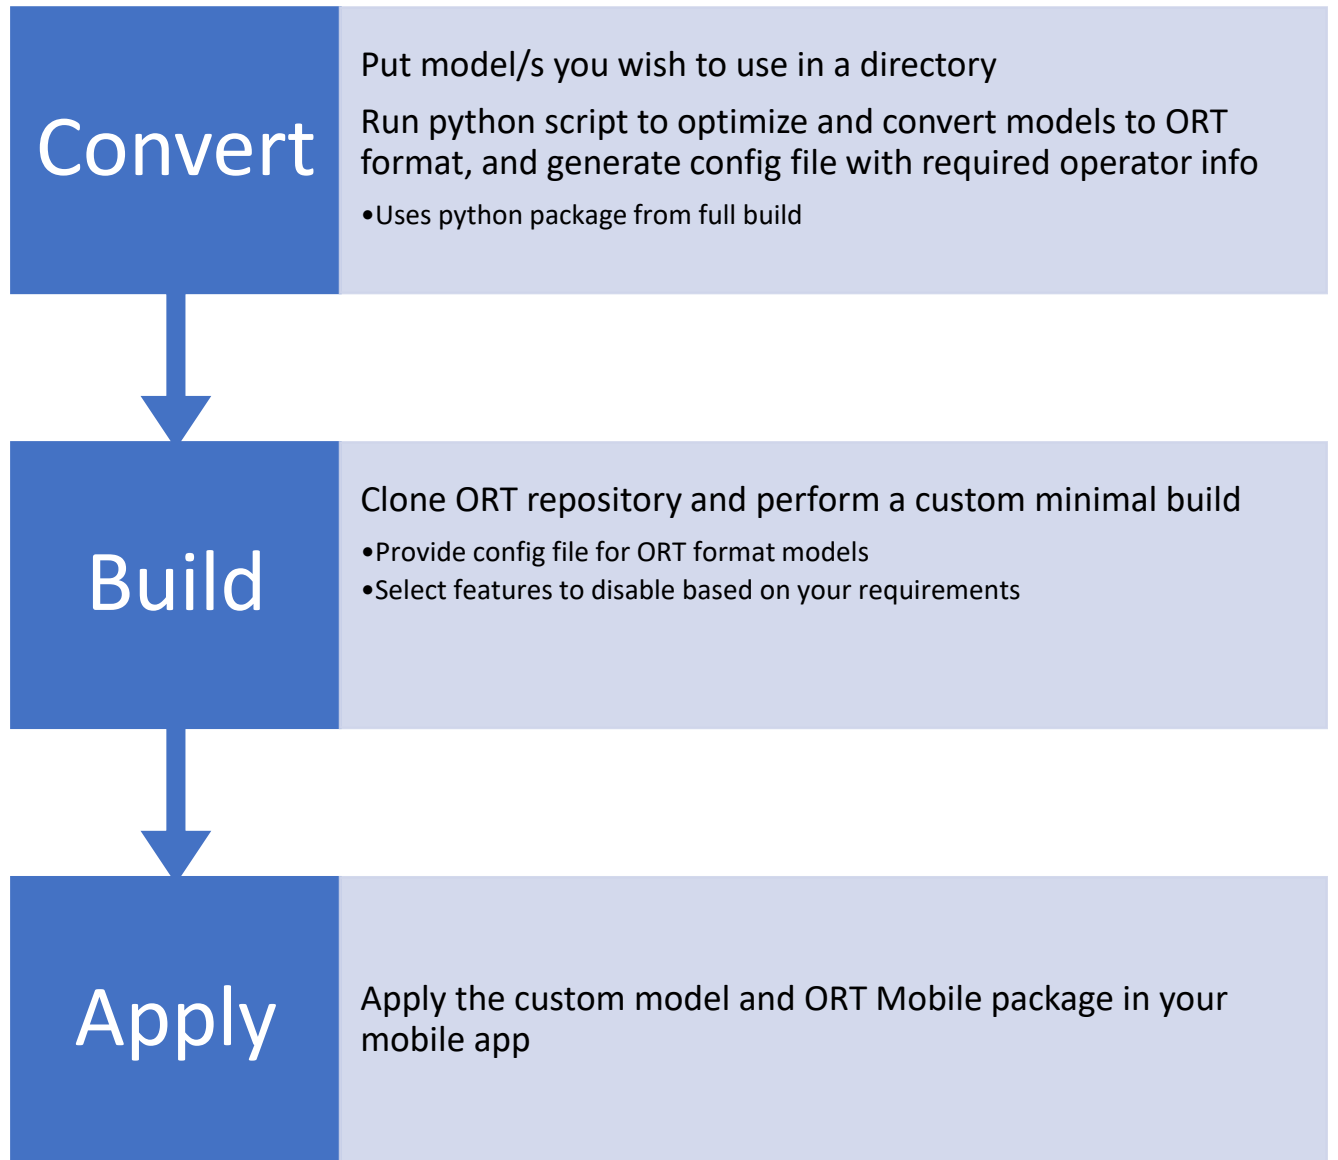 Convert
Put model/s you wish to use in a directory
Run python script to optimize and convert models to ORT
format, and generate config file with required operator info
•Uses python package from full build
Build
Clone ORT repository and perform a custom minimal build
•Provide config file for ORT format models
•Select features to disable based on your requirements
Apply
Apply the custom model and ORT Mobile package in your
mobile app